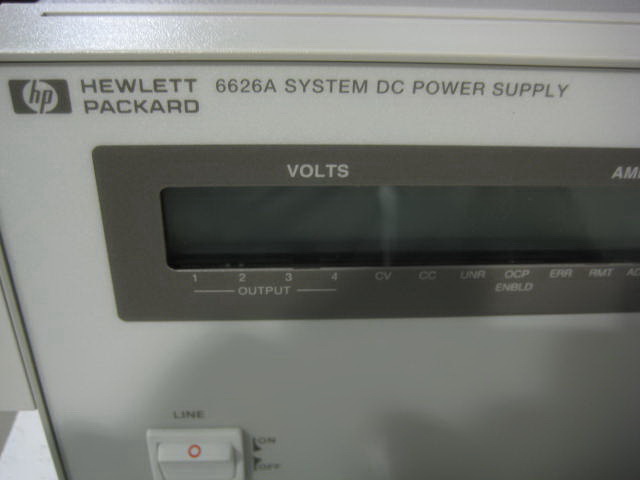 hp HEWLETT PACKARD 6626A SYSTEM DC POWER SUPPLY
VOLTS
1 2 3 4 CV CC UNR OCP ERR RMT
OUTPUT ENBLD
LINE
ON
OFF